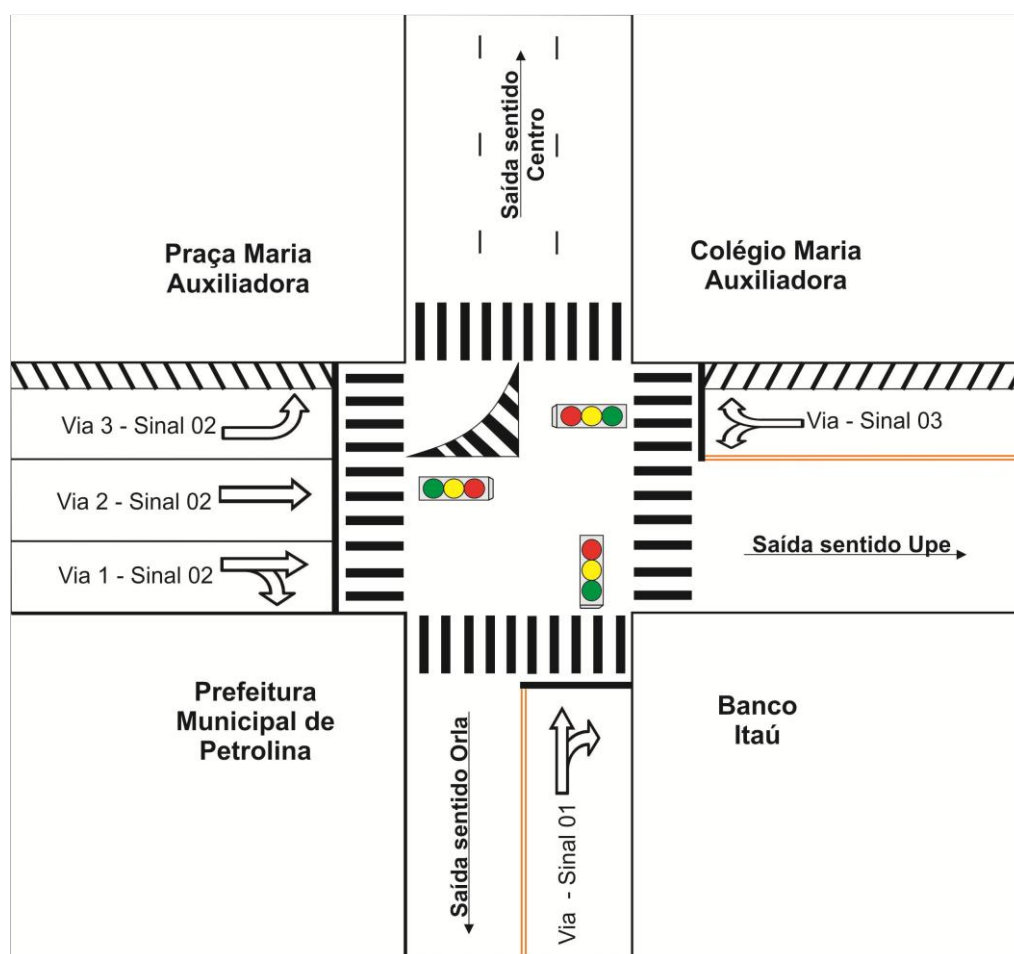 Saída sentido
Centro
Praça Maria
Auxiliadora
Colégio Maria
Auxiliadora
Via 3 - Sinal 02
Via - Sinal 03
Via 2 - Sinal 02
Saída sentido Upe
Via 1 - Sinal 02
Prefeitura
Municipal de
Petrolina
Banco
Itaú
Saída sentido Orla
Via - Sinal 01